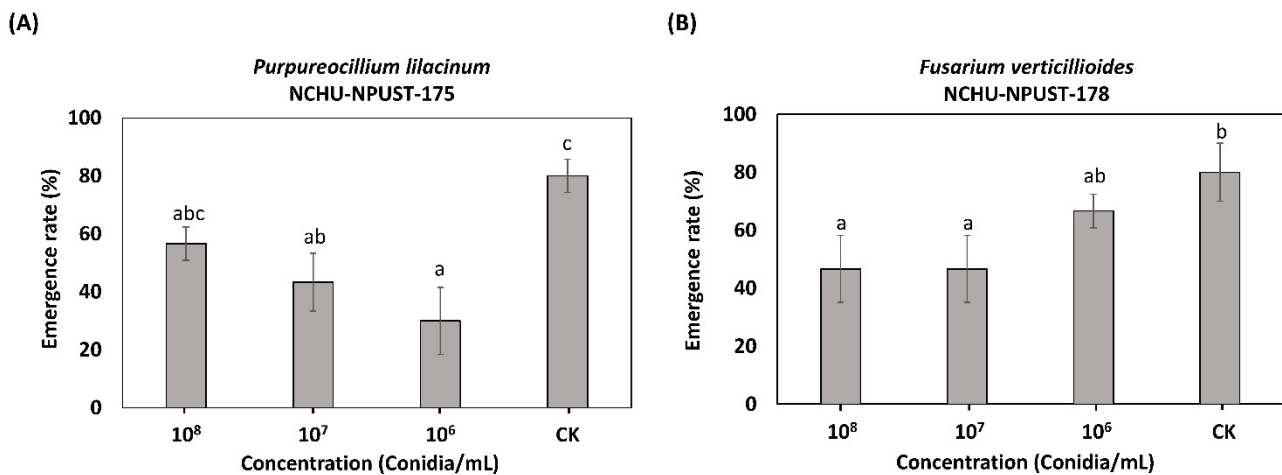 (A)
Purpureocillium lilacinum
NCHU-NPUST-175
100
80
60
40
20
0
Emergence rate (%)
abc
ab
a
c
10⁸
10⁷
10⁶
CK
Concentration (Conidia/mL)
(B)
Fusarium verticillioides
NCHU-NPUST-178
100
80
60
40
20
0
Emergence rate (%)
a
a
ab
b
10⁸
10⁷
10⁶
CK
Concentration (Conidia/mL)